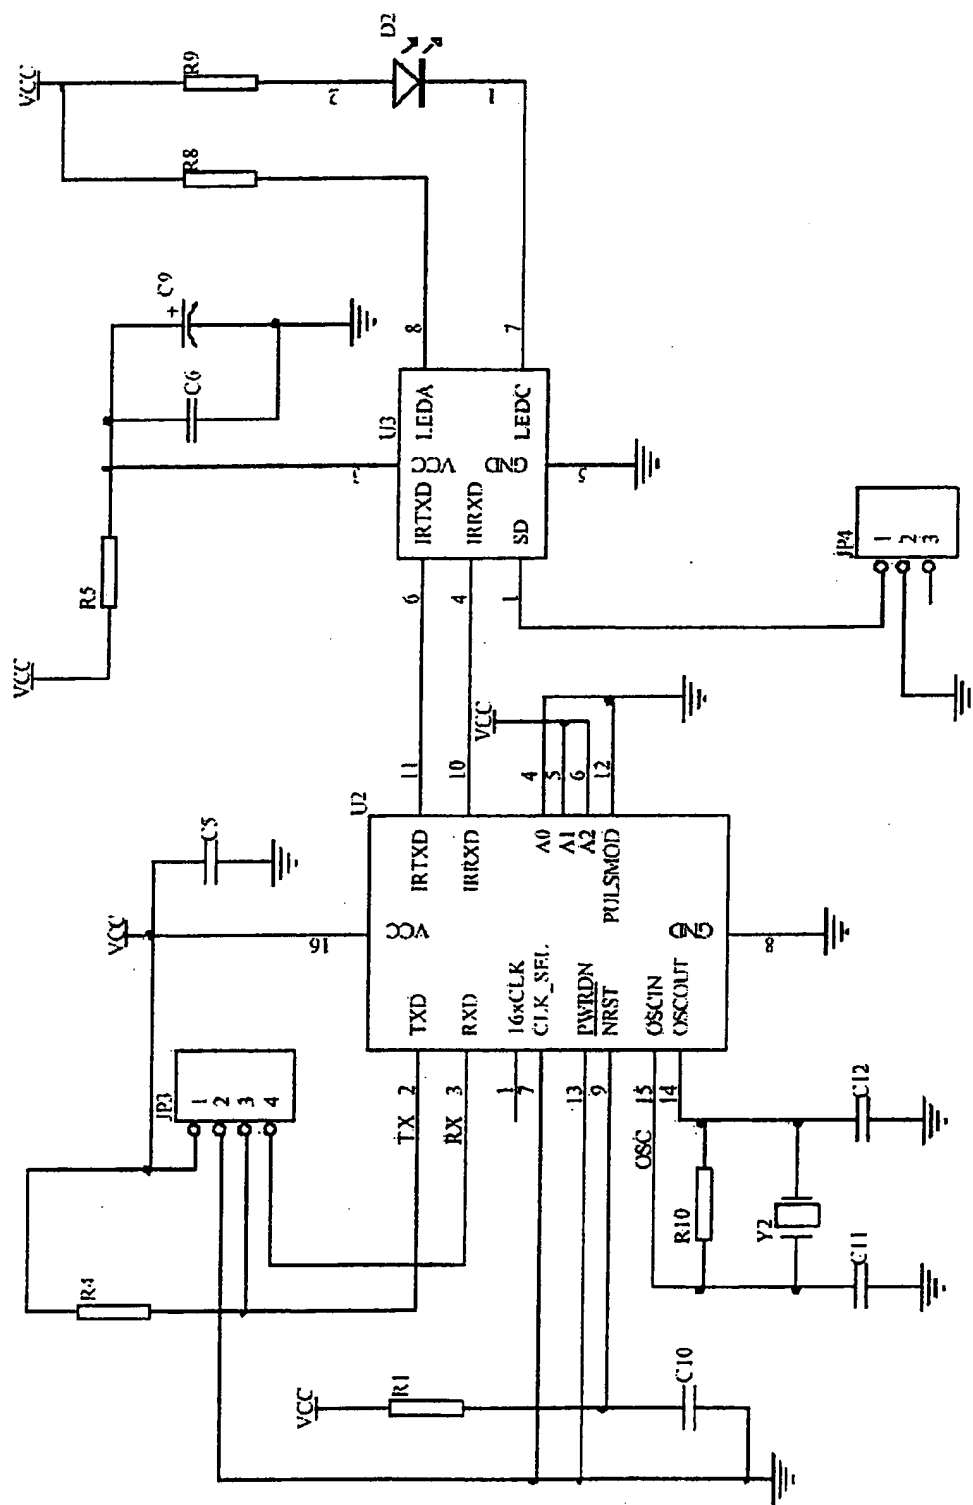 VCC
R9
2
D2
1
R8
C9
+
C6
8
7
U3
LEDA
LEDC
VCC
GND
IRTXD
IRRXD
SD
3
5
R5
VCC
6
4
1
JP4
1
2
3
VCC
11
10
4
5
6
12
U2
IRTXD
IRRXD
A0
A1
A2
PULSMOD
VCC
GND
TXD
RXD
16xCLK
CLK_SEL
PWRDN
NRST
OSCIN
OSCOUT
C5
VCC
16
8
JP3
1
2
3
4
TX 2
RX 3
1
7
13
9
OSC 15
14
R4
R10
Y2
C12
C11
VCC
R1
C10